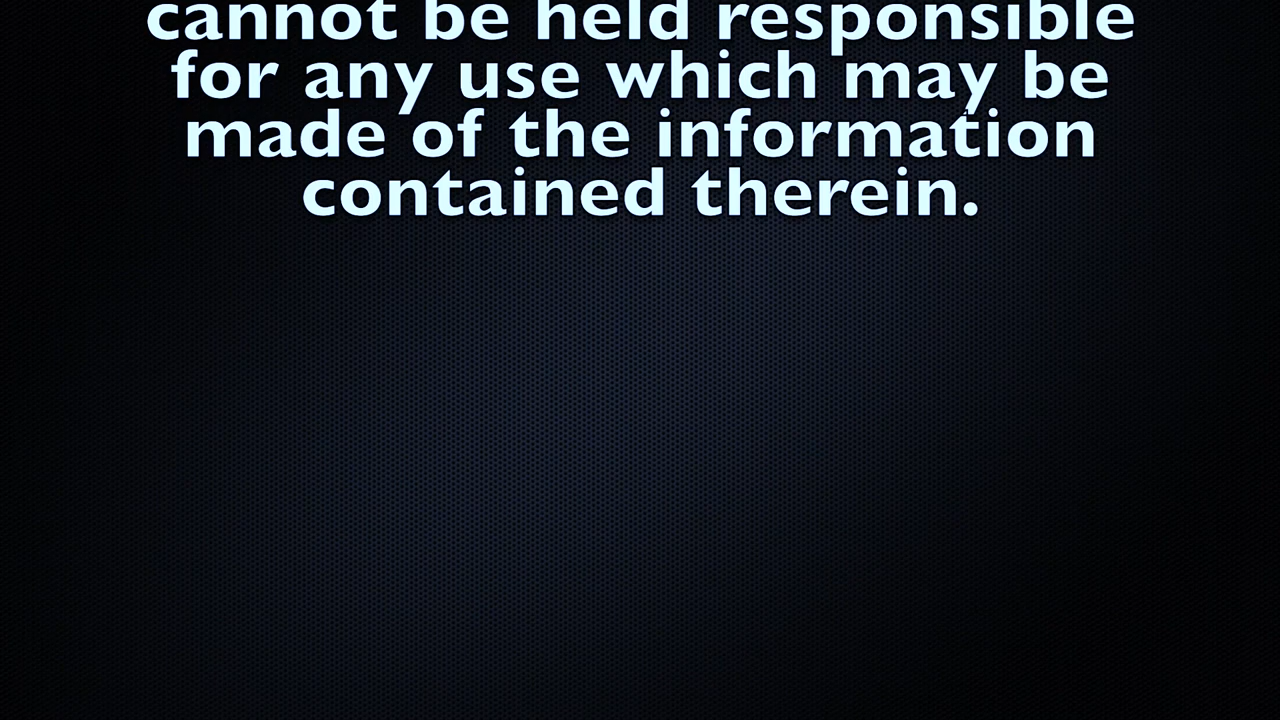 cannot be held responsible
for any use which may be
made of the information
contained therein.